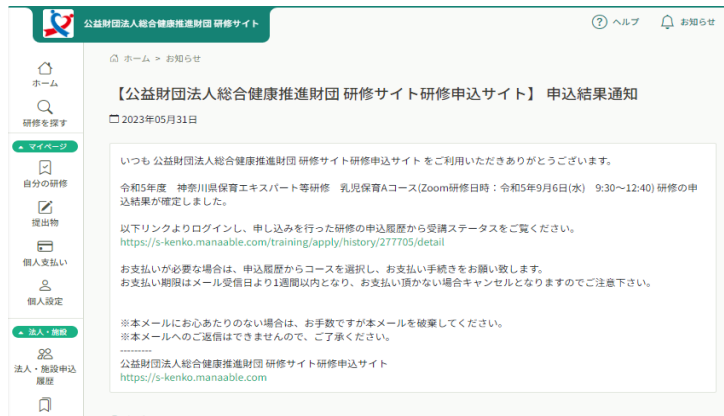 公益財団法人総合健康推進財団 研修サイト
ヘルプ
お知らせ
ホーム > お知らせ
ホーム
研修を探す
マイページ
自分の研修
提出物
個人支払い
個人設定
法人・施設
法人・施設申込
履歴
【公益財団法人総合健康推進財団 研修サイト研修申込サイト】 申込結果通知
2023年05月31日
いつも 公益財団法人総合健康推進財団 研修サイト研修申込サイト をご利用いただきありがとうございます。
令和5年度　神奈川県保育エキスパート等研修　乳児保育Aコース(Zoom研修日時：令和5年9月6日(水)　9:30～12:40) 研修の申
込結果が確定しました。
以下リンクよりログインし、申し込みを行った研修の申込履歴から受講ステータスをご覧ください。
https://s-kenko.manaable.com/training/apply/history/277705/detail
お支払いが必要な場合は、申込履歴からコースを選択し、お支払い手続きをお願い致します。
お支払い期限はメール受信日より1週間以内となり、お支払い頂かない場合キャンセルとなりますのでご注意下さい。
※本メールにお心あたりのない場合は、お手数ですが本メールを破棄してください。
※本メールへのご返信はできませんので、ご了承ください。
---------
公益財団法人総合健康推進財団 研修サイト研修申込サイト
https://s-kenko.manaable.com